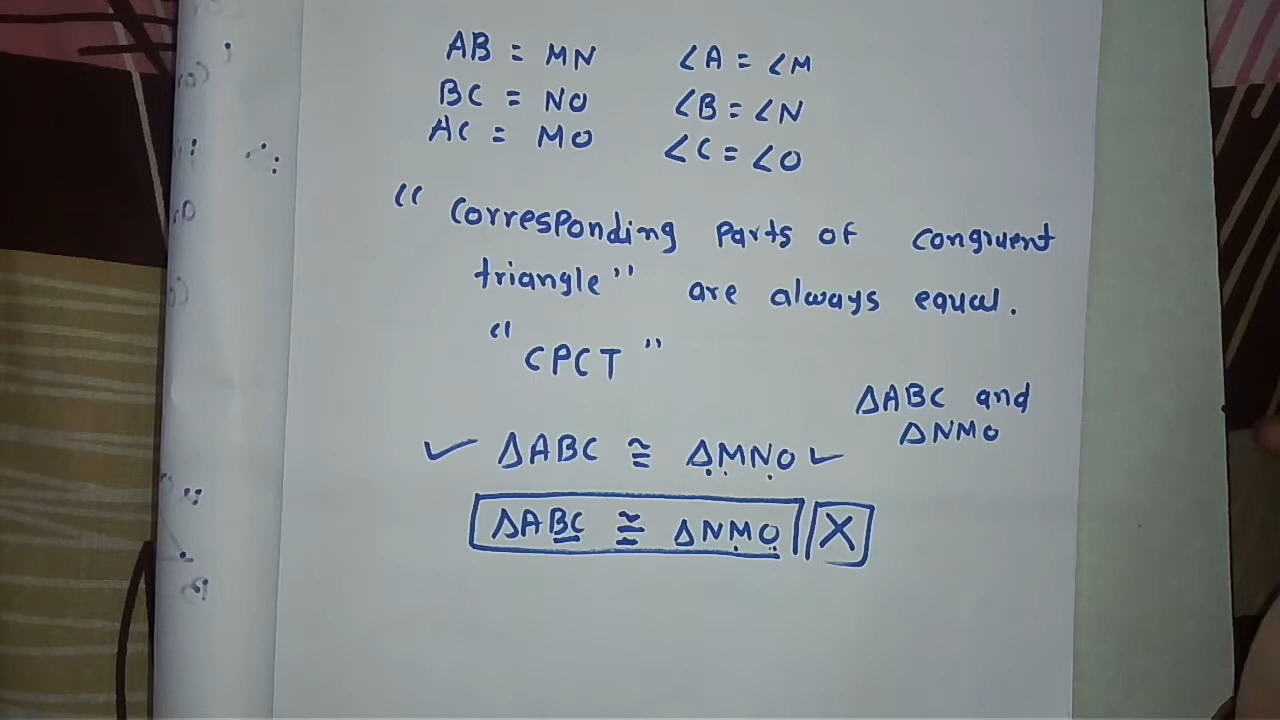 AB = MN ∠A = ∠M
BC = NO ∠B = ∠N
AC = MO ∠C = ∠O
"Corresponding parts of congruent
triangle" are always equal.
"CPCT"
ΔABC and
ΔNMO
✓ ΔABC ≅ ΔMNO ✓
ΔABC ≅ ΔNMO X